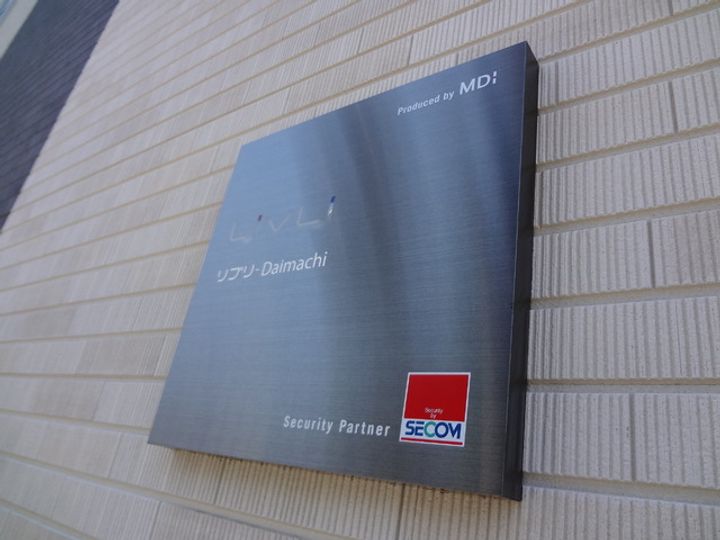 Produced by MDI
LivLi
リブリ-Daimachi
Security Partner
Security
by
SECOM